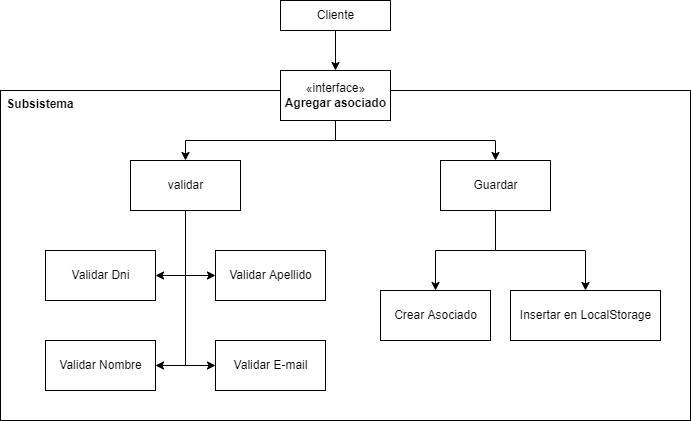 Cliente
«interface»
Agregar asociado
Subsistema
validar
Guardar
Validar Dni
Validar Apellido
Crear Asociado
Insertar en LocalStorage
Validar Nombre
Validar E-mail